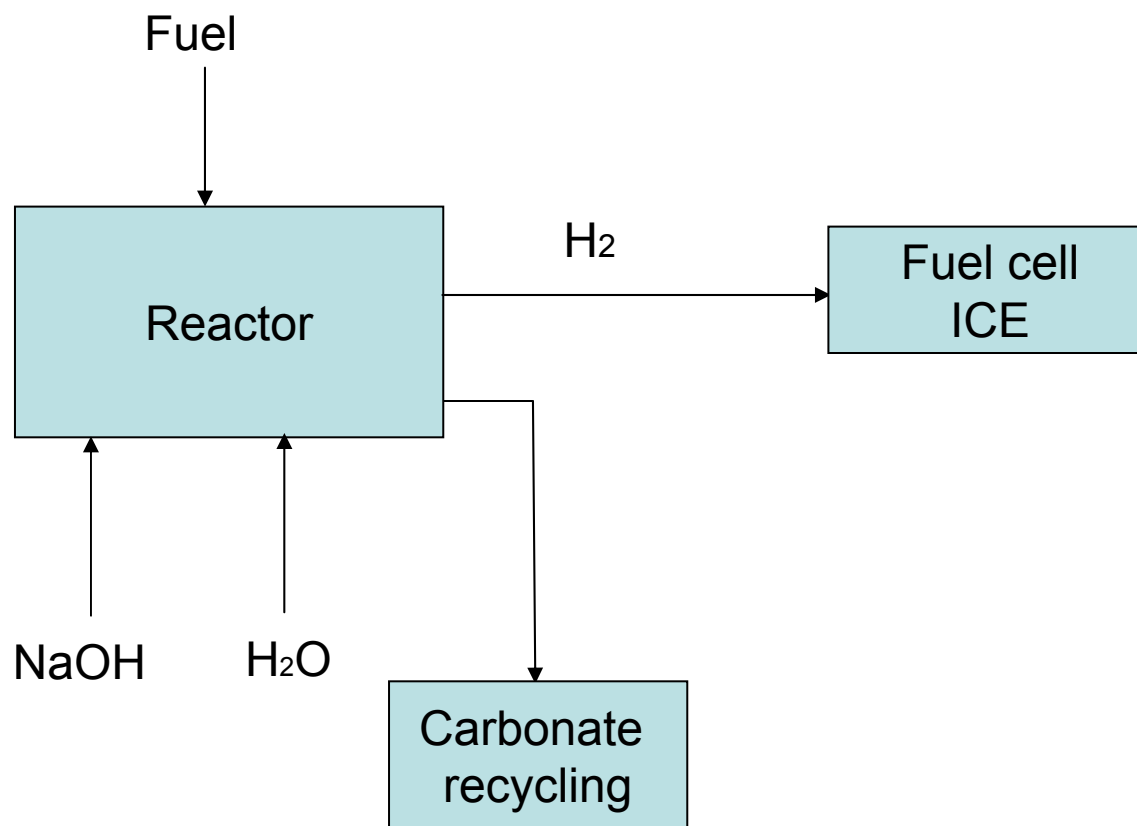 Fuel
H2
Fuel cell
ICE
Reactor
NaOH
H2O
Carbonate
recycling